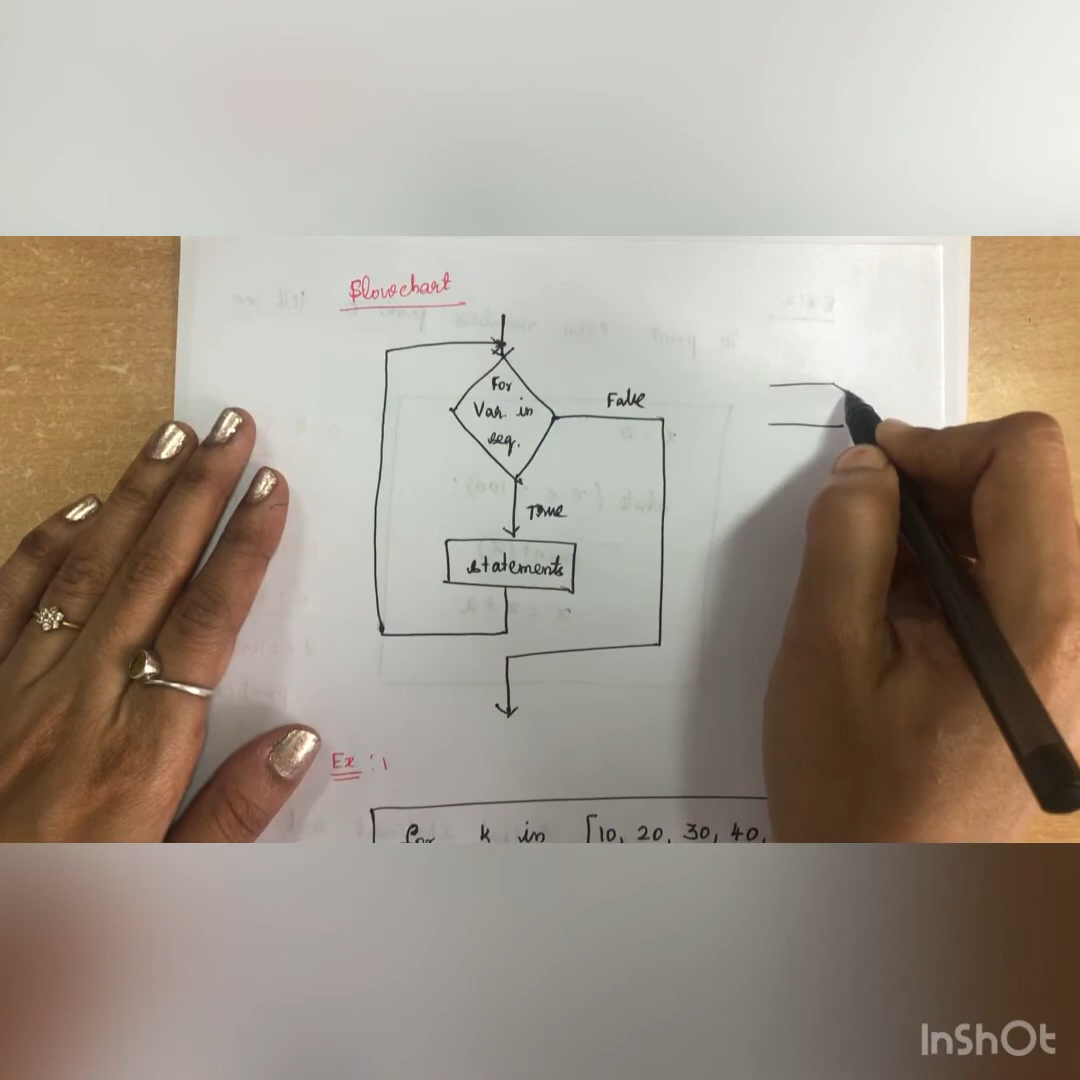 Flowchart
For
Var. in
seq.
False
True
statements
Ex : 1
for k in [10, 20, 30, 40,
InShOt